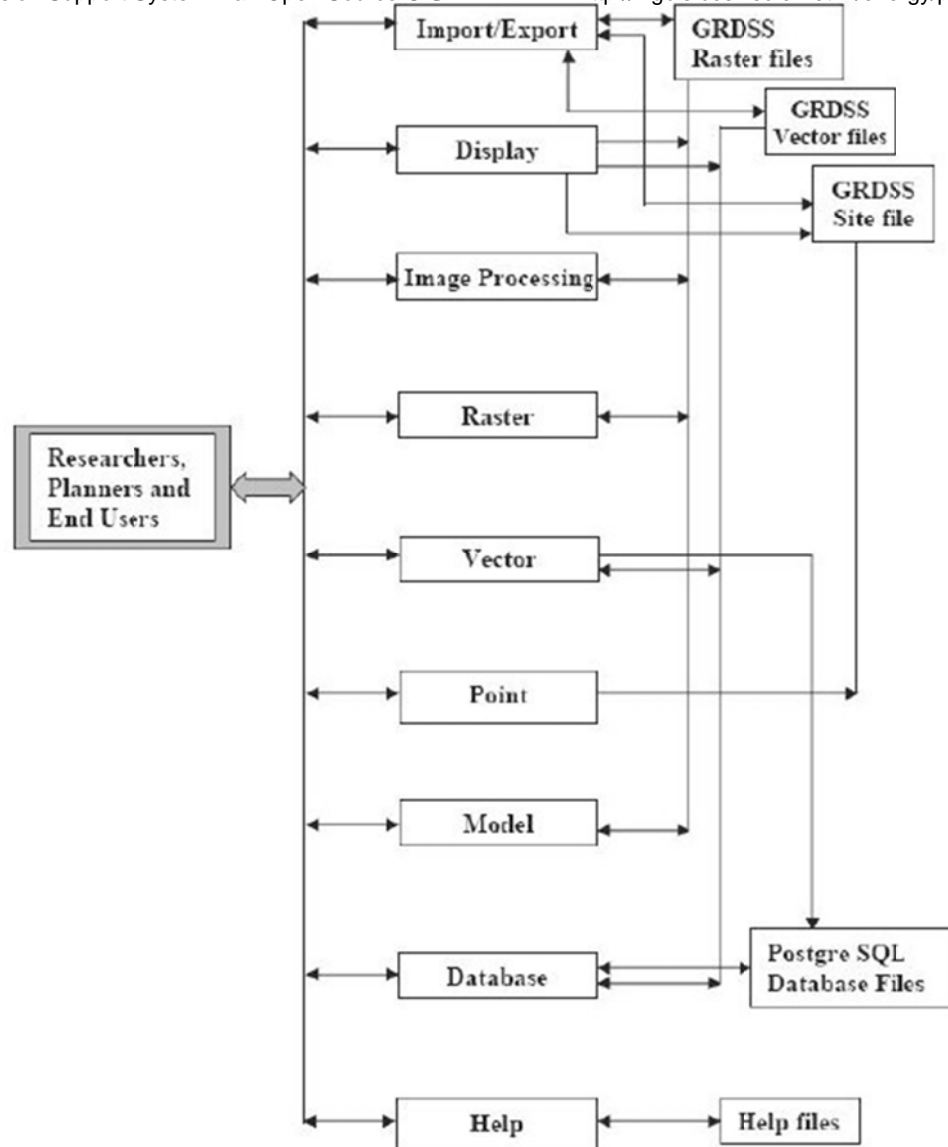 Import/Export
GRDSS
Raster files
GRDSS
Vector files
Display
GRDSS
Site file
Image Processing
Raster
Researchers,
Planners and
End Users
Vector
Point
Model
Postgre SQL
Database Files
Database
Help
Help files